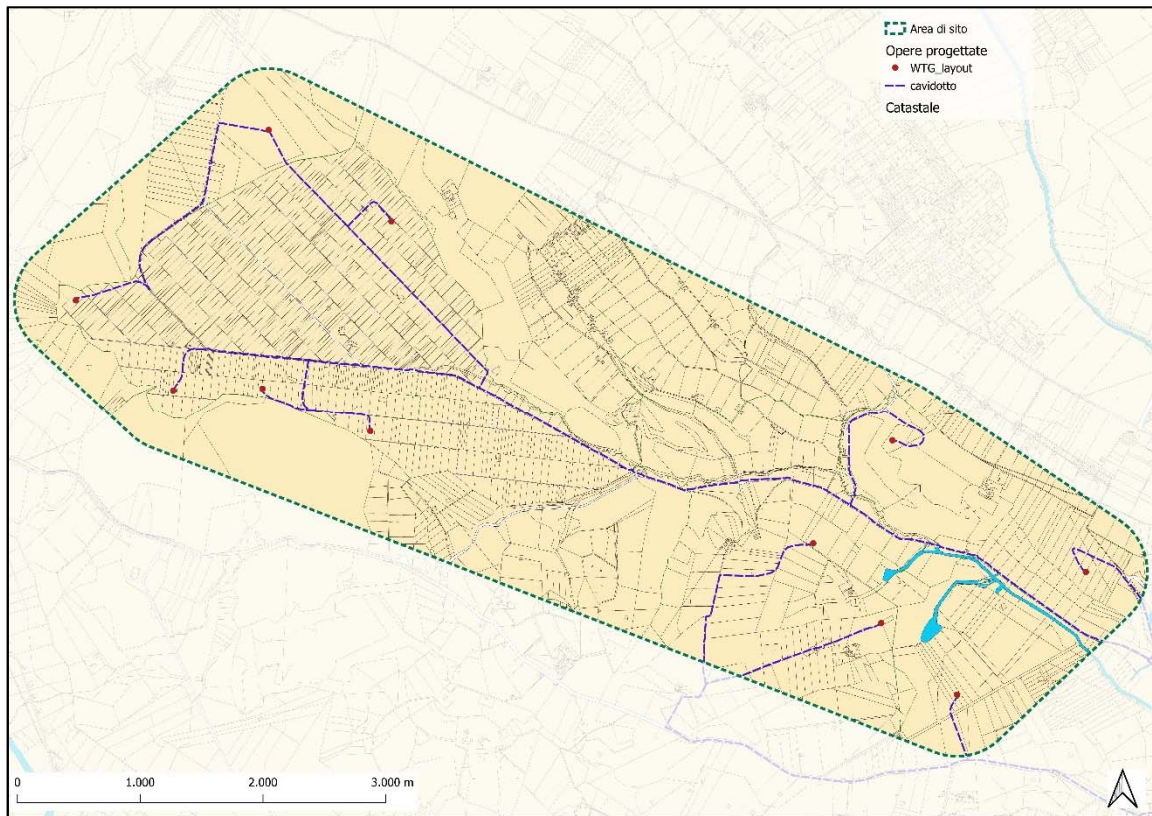 Area di sito
Opere progettate
WTG_layout
cavidotto
Catastale
0 1.000 2.000 3.000 m